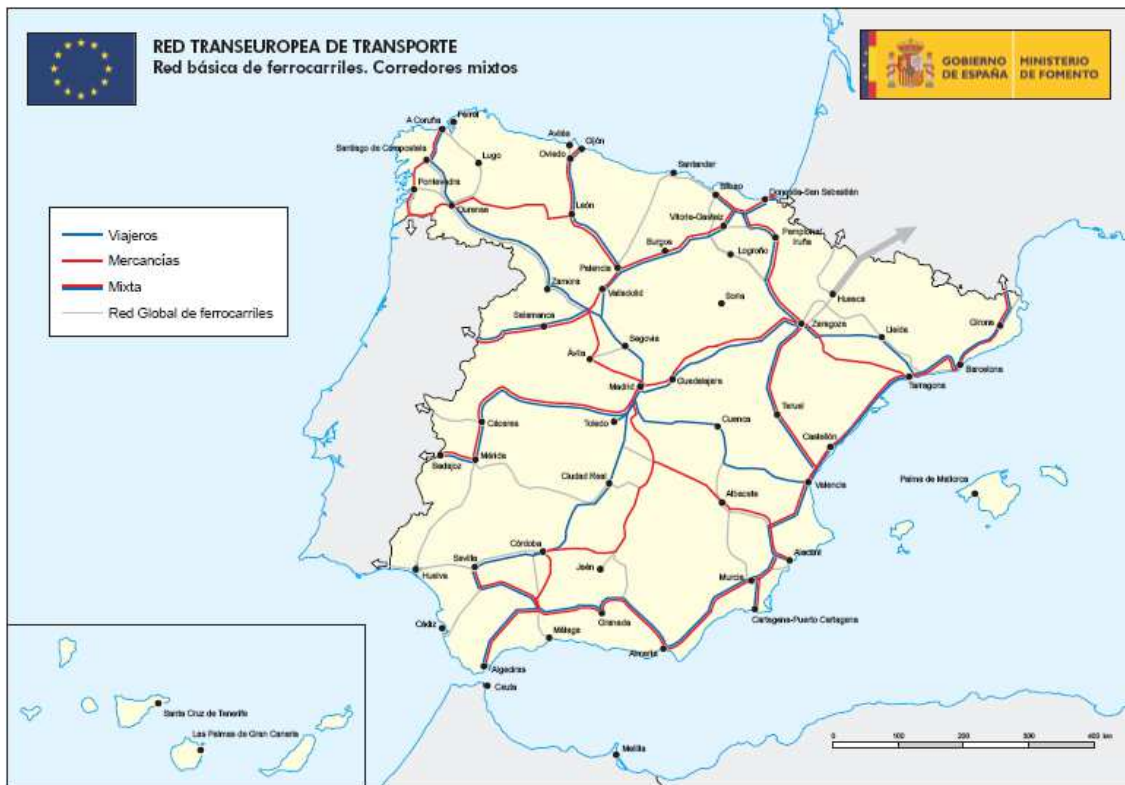 RED TRANSEUROPEA DE TRANSPORTE
Red básica de ferrocarriles. Corredores mixtos
GOBIERNO
DE ESPAÑA
MINISTERIO
DE FOMENTO
Viajeros
Mercancías
Mixta
Red Global de ferrocarriles
A Coruña
Ferrol
Avilés
Gijón
Santiago de Compostela
Lugo
Oviedo
Santander
Bilbao
Donostia-San Sebastián
Pontevedra
Ourense
León
Vitoria-Gasteiz
Pamplona/
Iruña
Burgos
Logroño
Palencia
Huesca
Zamora
Valladolid
Soria
Girona
Salamanca
Zaragoza
Lleida
Segovia
Ávila
Barcelona
Madrid
Guadalajara
Tarragona
Teruel
Cáceres
Toledo
Cuenca
Castellón
Badajoz
Mérida
Ciudad Real
Valencia
Palma de Mallorca
Albacete
Córdoba
Sevilla
Alicante
Huelva
Jaén
Murcia
Cartagena-Puerto Cartagena
Cádiz
Granada
Málaga
Almería
Algeciras
Ceuta
Melilla
Santa Cruz de Tenerife
Las Palmas de Gran Canaria
0 100 200 300 400 km